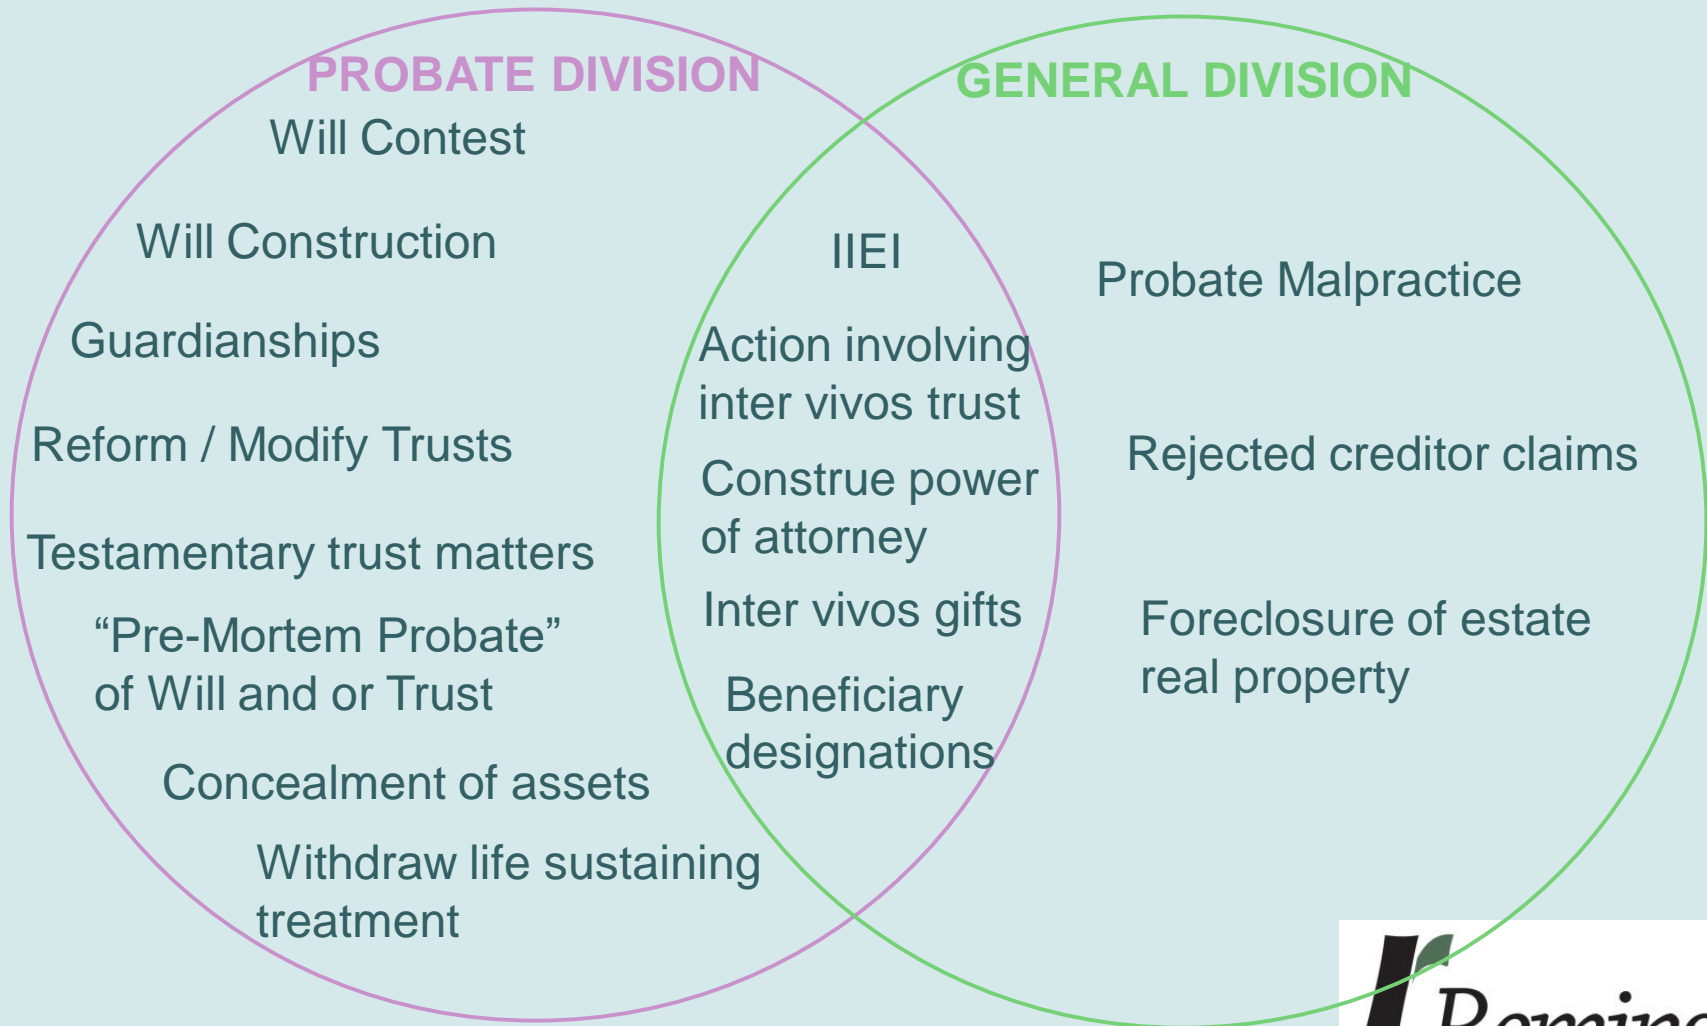 PROBATE DIVISION
Will Contest
Will Construction
Guardianships
Reform / Modify Trusts
Testamentary trust matters
“Pre-Mortem Probate”
of Will and or Trust
Concealment of assets
Withdraw life sustaining
treatment
IIEI
Action involving
inter vivos trust
Construe power
of attorney
Inter vivos gifts
Beneficiary
designations
GENERAL DIVISION
Probate Malpractice
Rejected creditor claims
Foreclosure of estate
real property